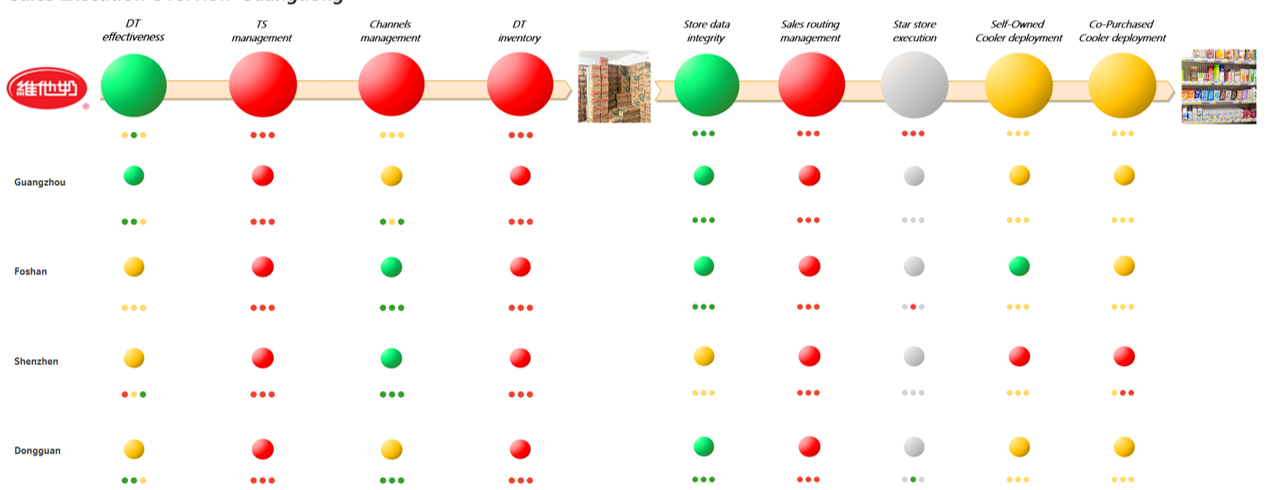 DT
effectiveness
TS
management
Channels
management
DT
inventory
Store data
integrity
Sales routing
management
Star store
execution
Self-Owned
Cooler deployment
Co-Purchased
Cooler deployment
維他奶
®
Guangzhou
Foshan
Shenzhen
Dongguan